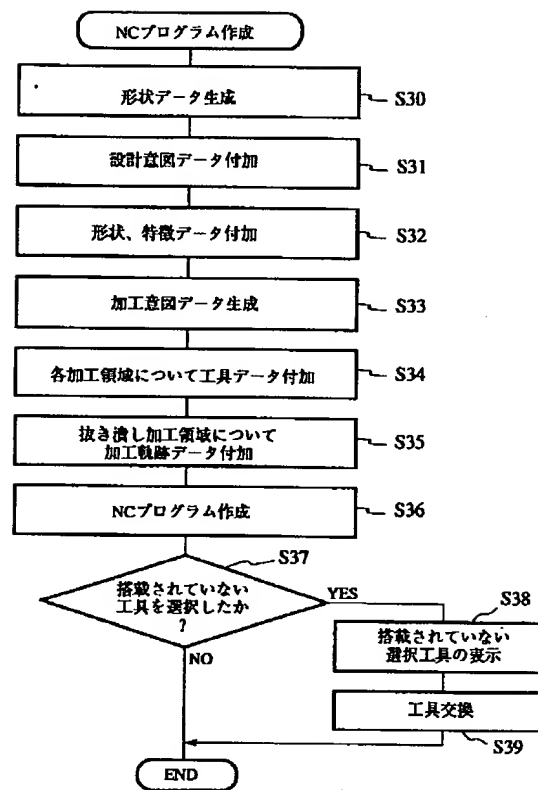 NCプログラム作成
形状データ生成
S30
設計意図データ付加
S31
形状、特徴データ付加
S32
加工意図データ生成
S33
各加工領域について工具データ付加
S34
抜き潰し加工領域について
加工軌跡データ付加
S35
NCプログラム作成
S36
S37
搭載されていない
工具を選択したか
?
YES
NO
S38
搭載されていない
選択工具の表示
工具交換
S39
END